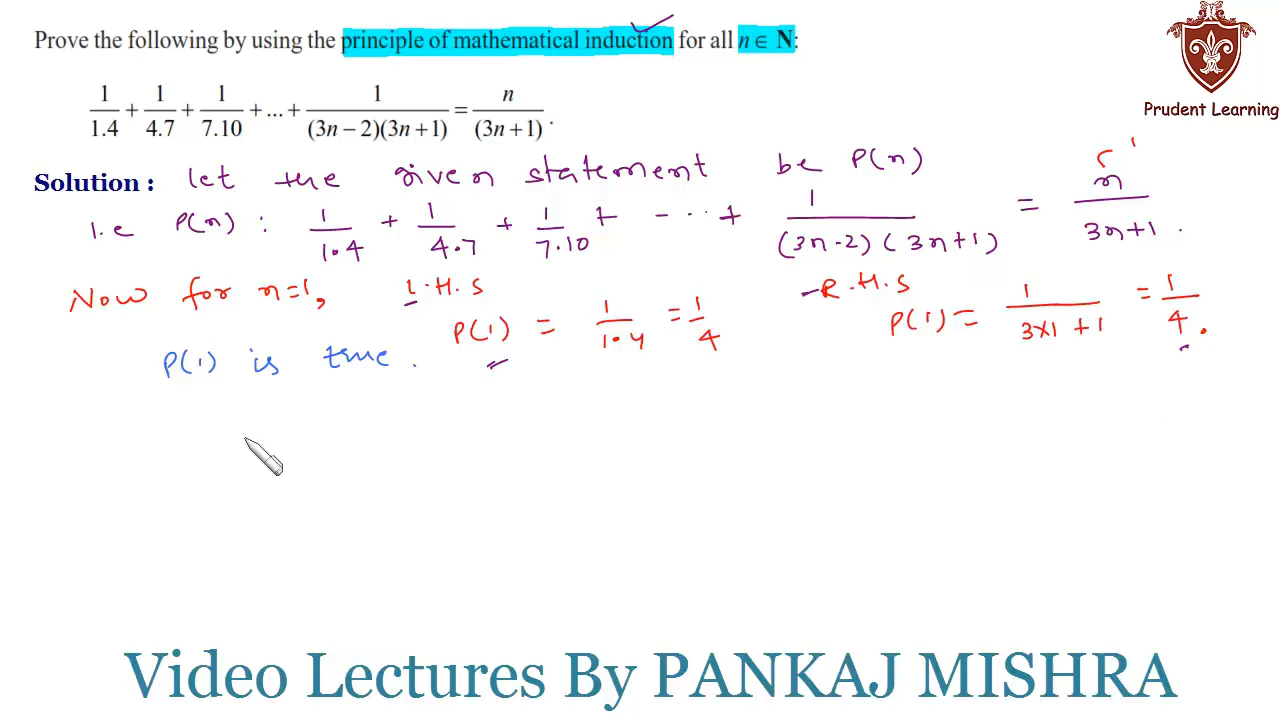 Prove the following by using the principle of mathematical induction for all n ∈ N:
Prudent Learning
1/1.4 + 1/4.7 + 1/7.10 + ... + 1/(3n − 2)(3n + 1) = n/(3n + 1) .
Solution : let the given statement be P(n)
I.e P(n) : 1/1.4 + 1/4.7 + 1/7.10 + - ... + 1/(3n-2)(3n+1) = n/3n+1 .
Now for n=1, L.H.S R.H.S
P(1) = 1/1.4 = 1/4 P(1) = 1/3×1+1 = 1/4 .
P(1) is true .
Video Lectures By PANKAJ MISHRA